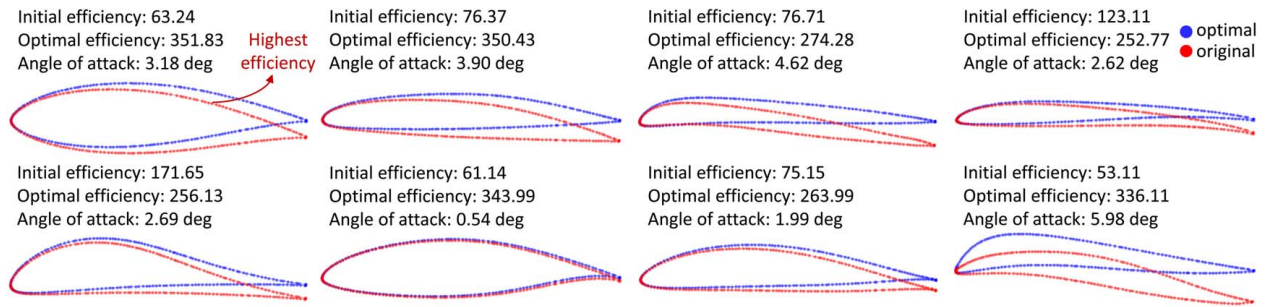 Initial efficiency: 63.24
Optimal efficiency: 351.83
Angle of attack: 3.18 deg
Highest
efficiency
Initial efficiency: 76.37
Optimal efficiency: 350.43
Angle of attack: 3.90 deg
Initial efficiency: 76.71
Optimal efficiency: 274.28
Angle of attack: 4.62 deg
Initial efficiency: 123.11
Optimal efficiency: 252.77
Angle of attack: 2.62 deg
optimal
original
Initial efficiency: 171.65
Optimal efficiency: 256.13
Angle of attack: 2.69 deg
Initial efficiency: 61.14
Optimal efficiency: 343.99
Angle of attack: 0.54 deg
Initial efficiency: 75.15
Optimal efficiency: 263.99
Angle of attack: 1.99 deg
Initial efficiency: 53.11
Optimal efficiency: 336.11
Angle of attack: 5.98 deg